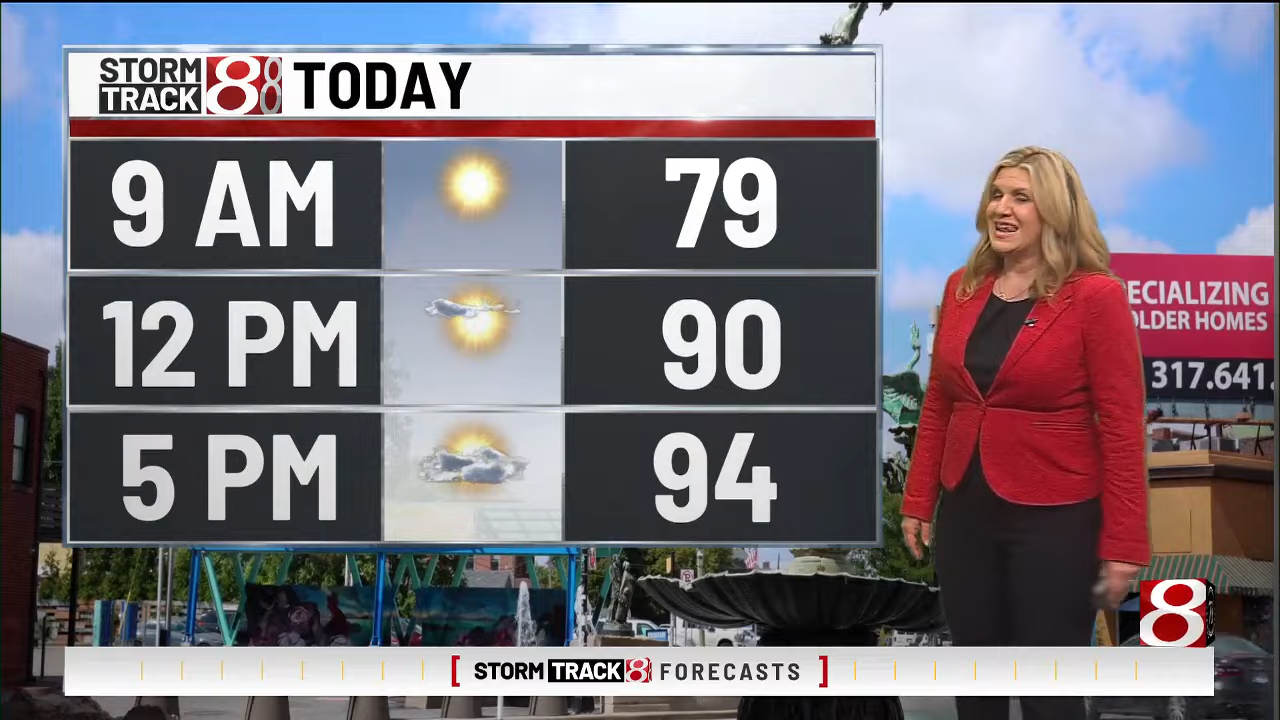 STORM
TRACK 8 TODAY
9 AM 79
12 PM 90
5 PM 94
ECIALIZING
OLDER HOMES
317.641.
8
STORM TRACK 8 FORECASTS